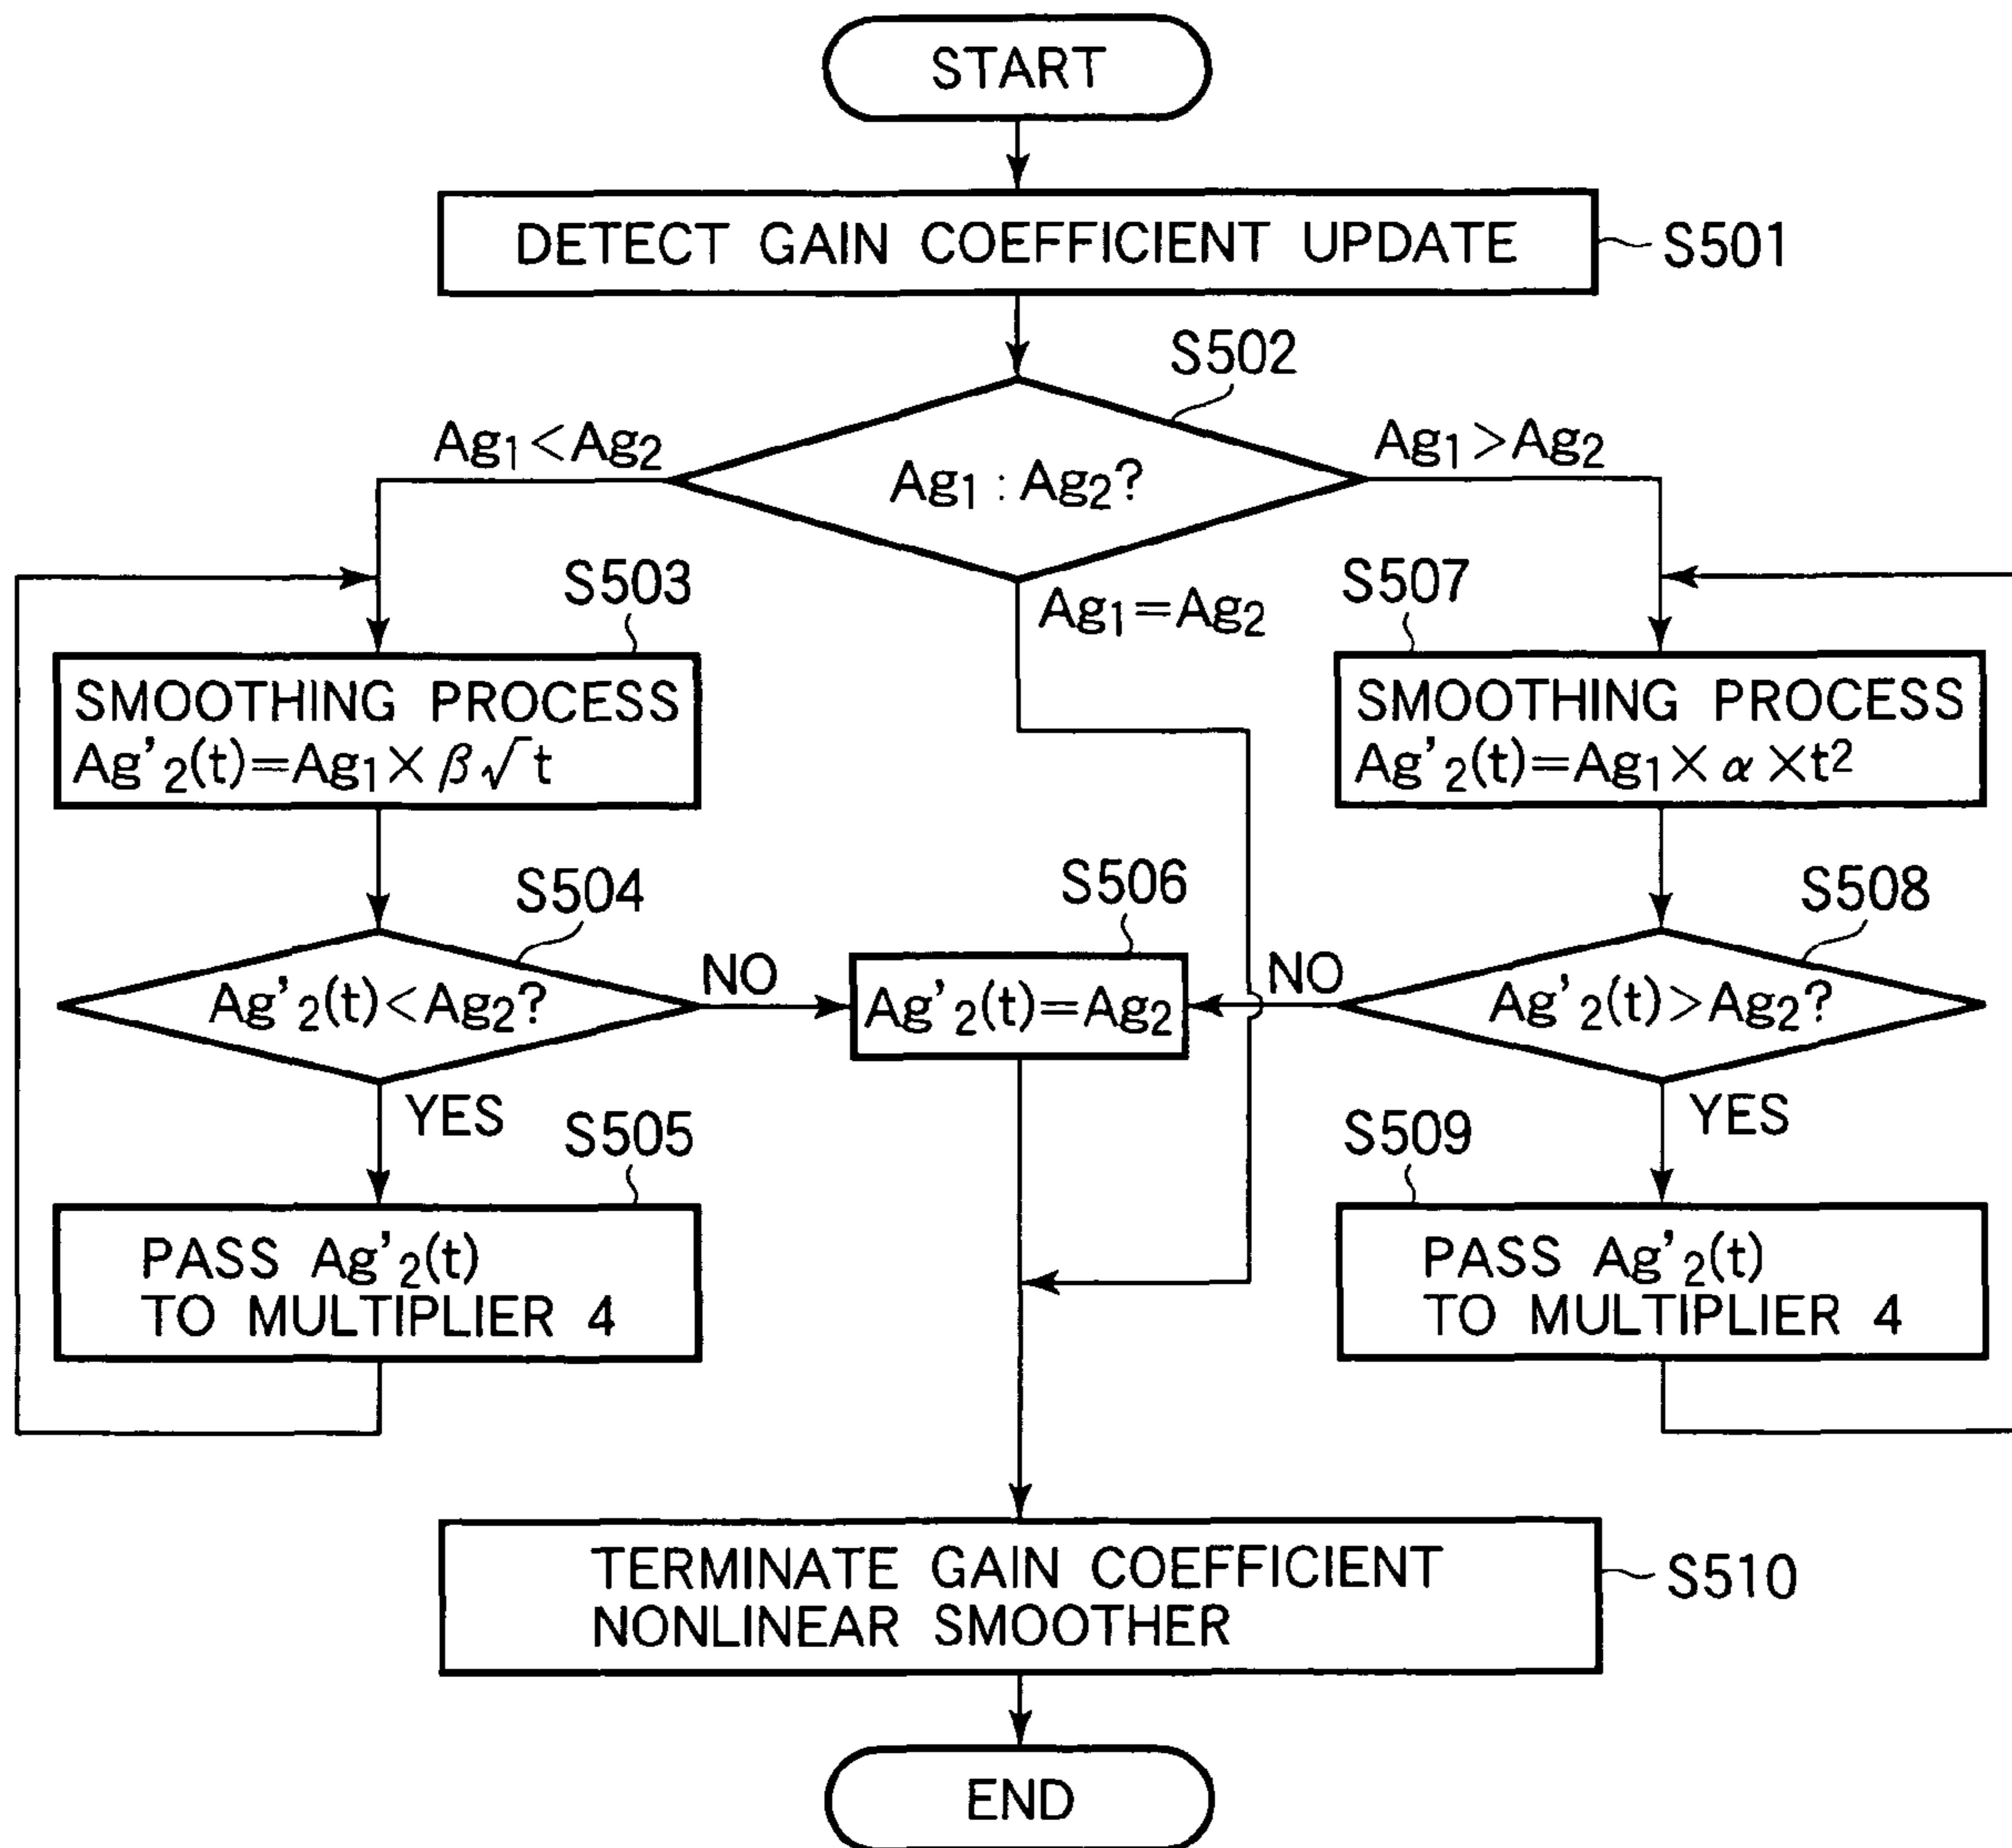 START
DETECT GAIN COEFFICIENT UPDATE
S501
S502
Ag₁<Ag₂
Ag₁>Ag₂
Ag₁ : Ag₂?
Ag₁=Ag₂
S503
SMOOTHING PROCESS
Ag'₂(t)=Ag₁×β√t
S507
SMOOTHING PROCESS
Ag'₂(t)=Ag₁×α×t²
S504
Ag'₂(t)<Ag₂?
NO
YES
S506
Ag'₂(t)=Ag₂
S508
NO
Ag'₂(t)>Ag₂?
YES
S505
PASS Ag'₂(t)
TO MULTIPLIER 4
S509
PASS Ag'₂(t)
TO MULTIPLIER 4
TERMINATE GAIN COEFFICIENT
NONLINEAR SMOOTHER
S510
END